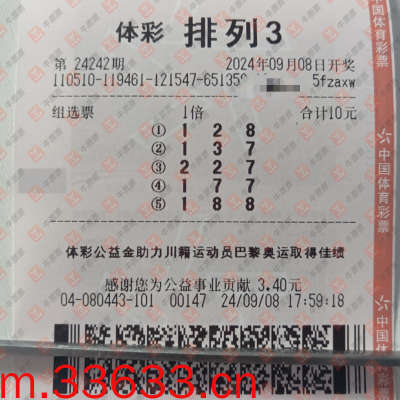 体彩 排列3
第 24242期 2024年09月08日开奖
110510-119461-121547-651359 5fzaxw
组选票 1倍 合计10元
① 1 2 8
② 1 3 7
③ 2 2 7
④ 1 7 7
⑤ 1 8 8
体彩公益金助力川籍运动员巴黎奥运取得佳绩
感谢您为公益事业贡献 3.40元
04-080443-101 00147 24/09/08 17:59:18
中国体育彩票
中国体育彩票
m.33633.cn